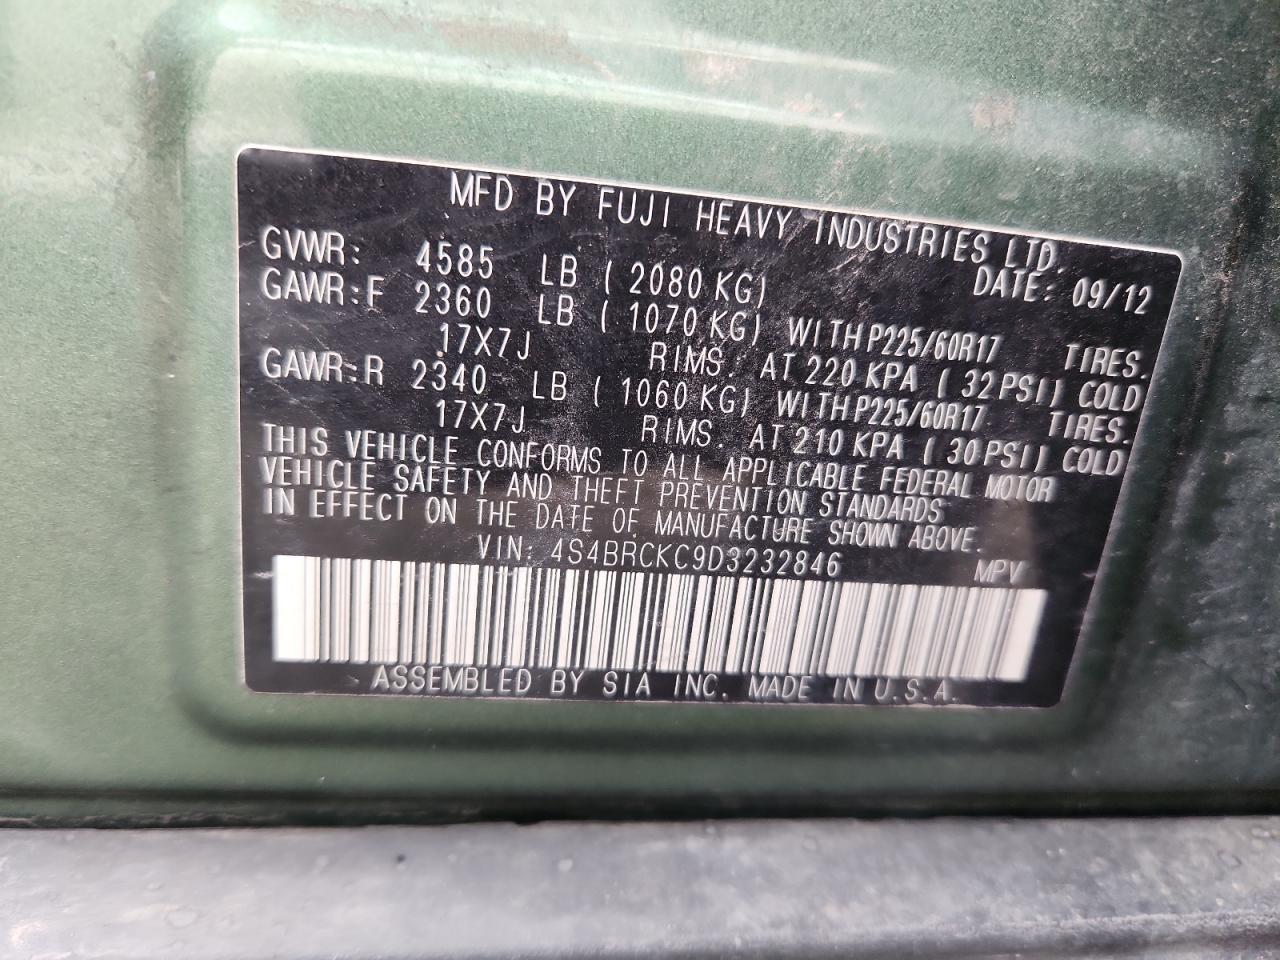 MFD BY FUJI HEAVY INDUSTRIES LTD.
GVWR: 4585 LB ( 2080 KG) DATE: 09/12
GAWR:F 2360 LB ( 1070 KG) WITH P225/60R17 TIRES.
17X7J RIMS. AT 220 KPA ( 32 PSI) COLD
GAWR:R 2340 LB ( 1060 KG) WITH P225/60R17 TIRES.
17X7J RIMS. AT 210 KPA ( 30 PSI) COLD
THIS VEHICLE CONFORMS TO ALL APPLICABLE FEDERAL MOTOR
VEHICLE SAFETY AND THEFT PREVENTION STANDARDS
IN EFFECT ON THE DATE OF MANUFACTURE SHOWN ABOVE.
VIN: 4S4BRCKC9D3232846 MPV
ASSEMBLED BY SIA INC. MADE IN U.S.A.